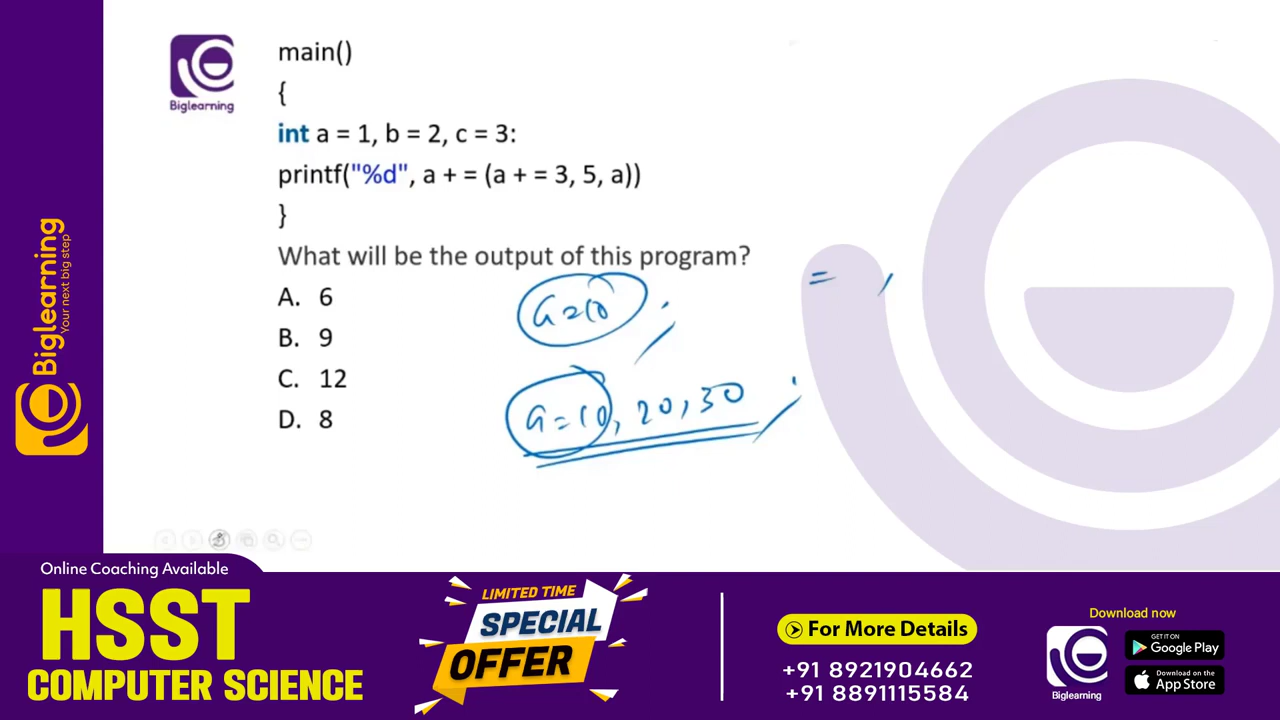 Biglearning
main()
{
int a = 1, b = 2, c = 3:
printf("%d", a + = (a + = 3, 5, a))
}
What will be the output of this program?
A. 6
B. 9
C. 12
D. 8
a=10;
= ,
a=10, 20, 30;
Biglearning
Your next big step
Online Coaching Available
HSST
COMPUTER SCIENCE
LIMITED TIME
SPECIAL
OFFER
For More Details
+91 8921904662
+91 8891115584
Download now
Biglearning
GET IT ON
Google Play
Download on the
App Store